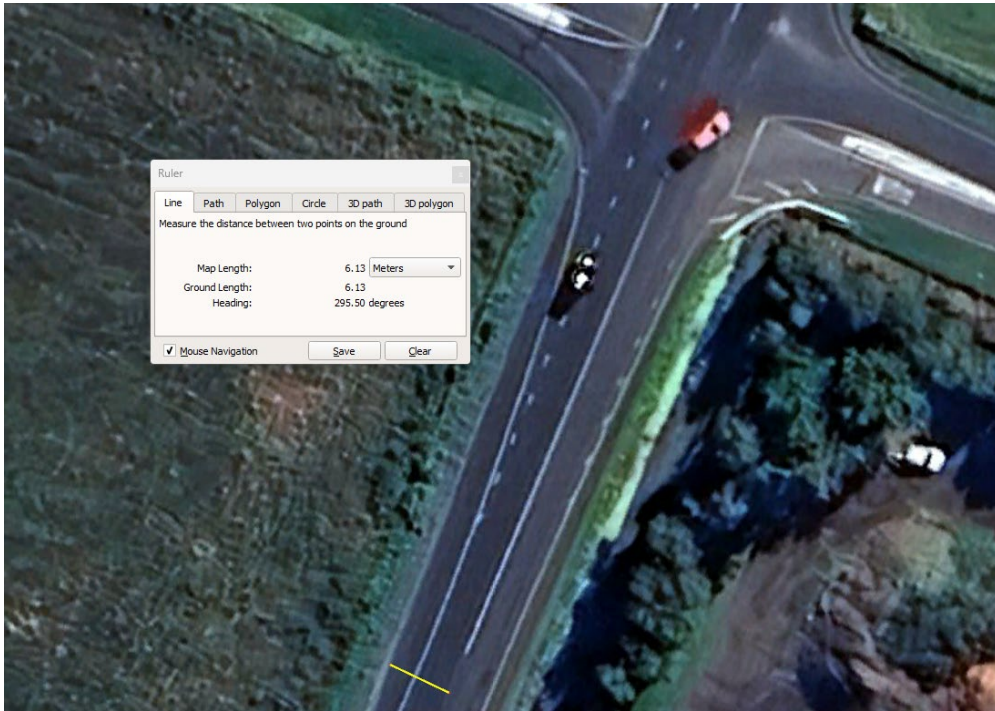 Ruler
Line Path Polygon Circle 3D path 3D polygon
Measure the distance between two points on the ground
Map Length: 6.13 Meters
Ground Length: 6.13
Heading: 295.50 degrees
Mouse Navigation Save Clear